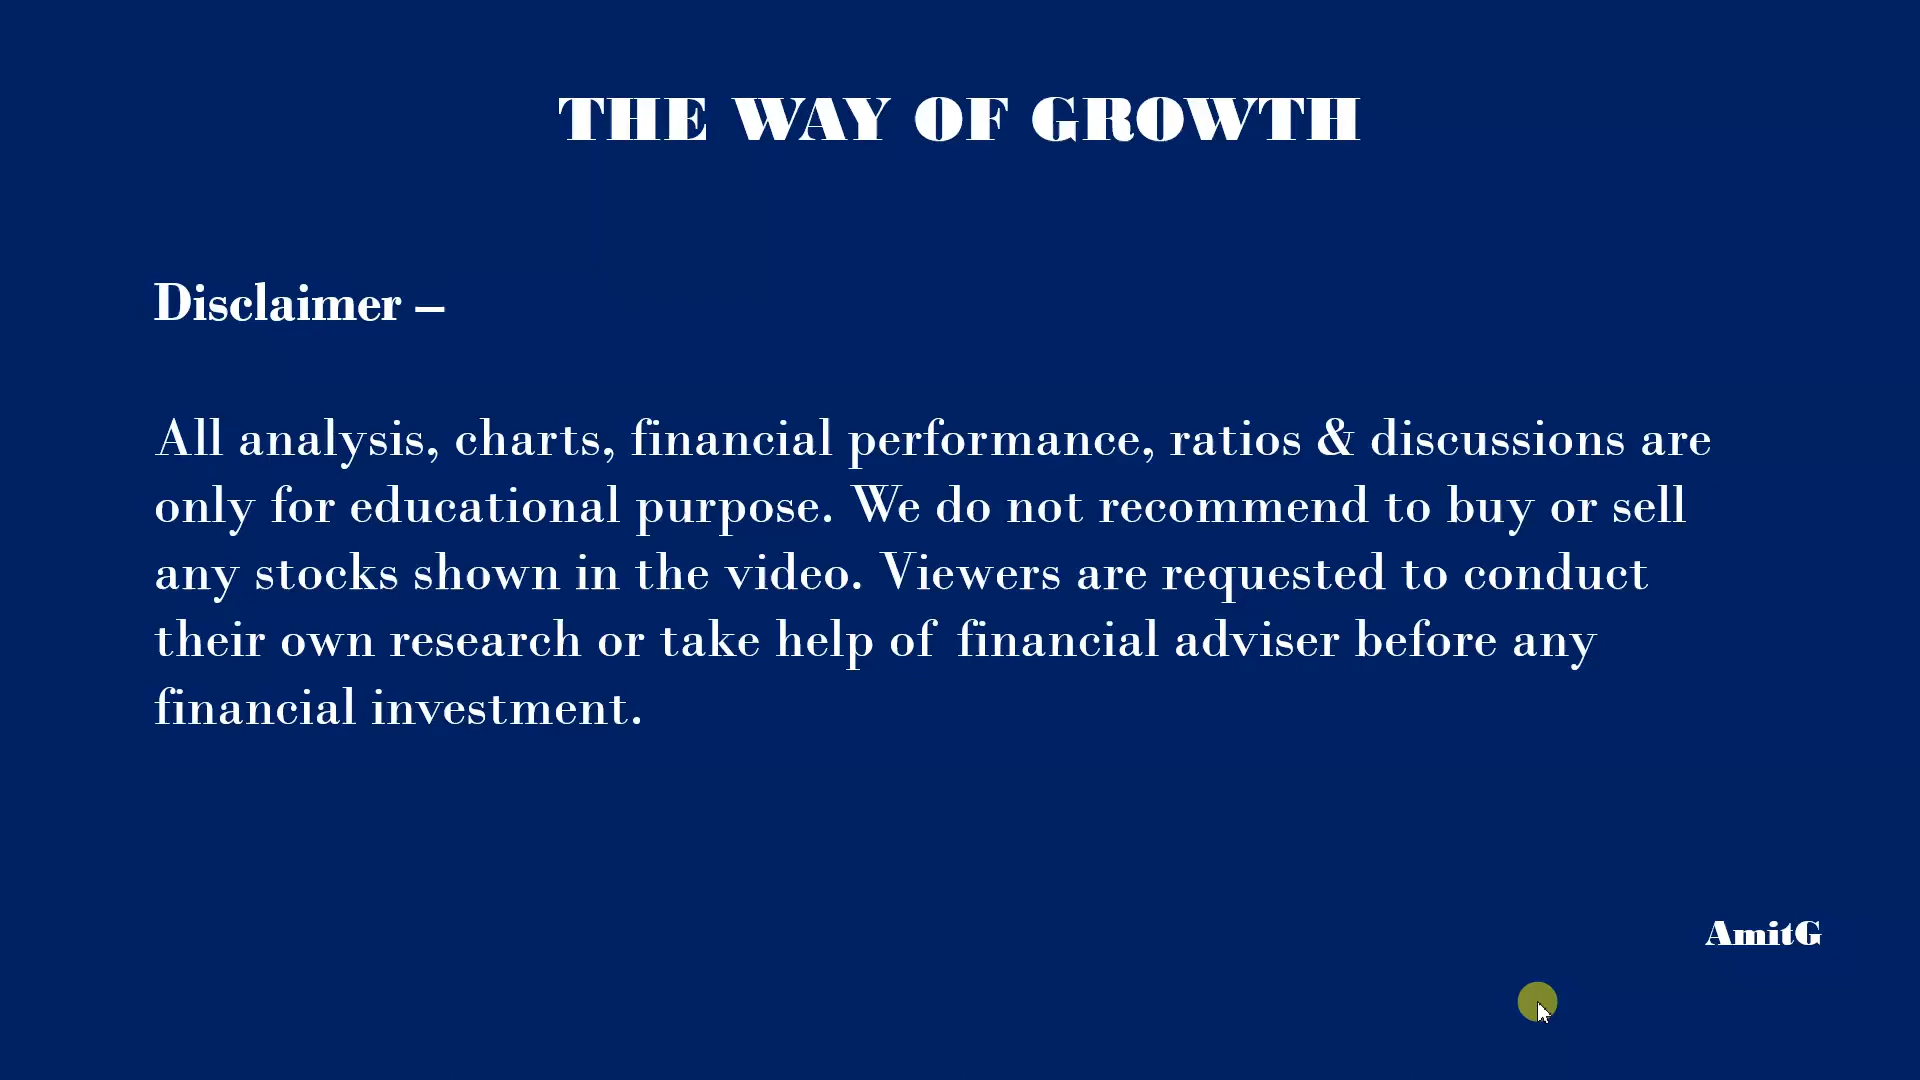 THE WAY OF GROWTH
Disclaimer –
All analysis, charts, financial performance, ratios & discussions are
only for educational purpose. We do not recommend to buy or sell
any stocks shown in the video. Viewers are requested to conduct
their own research or take help of financial adviser before any
financial investment.
AmitG